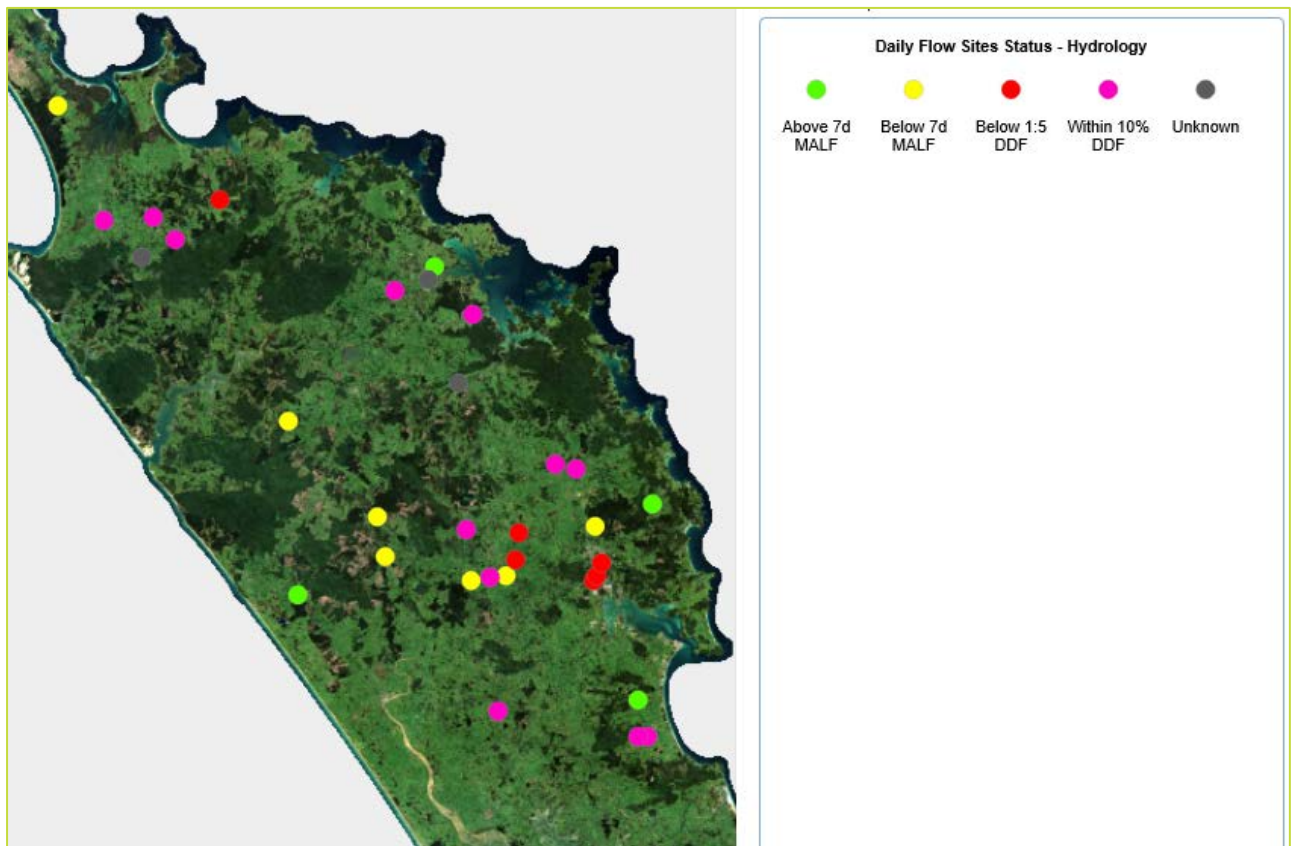 Daily Flow Sites Status - Hydrology
Above 7d
MALF
Below 7d
MALF
Below 1:5
DDF
Within 10%
DDF
Unknown